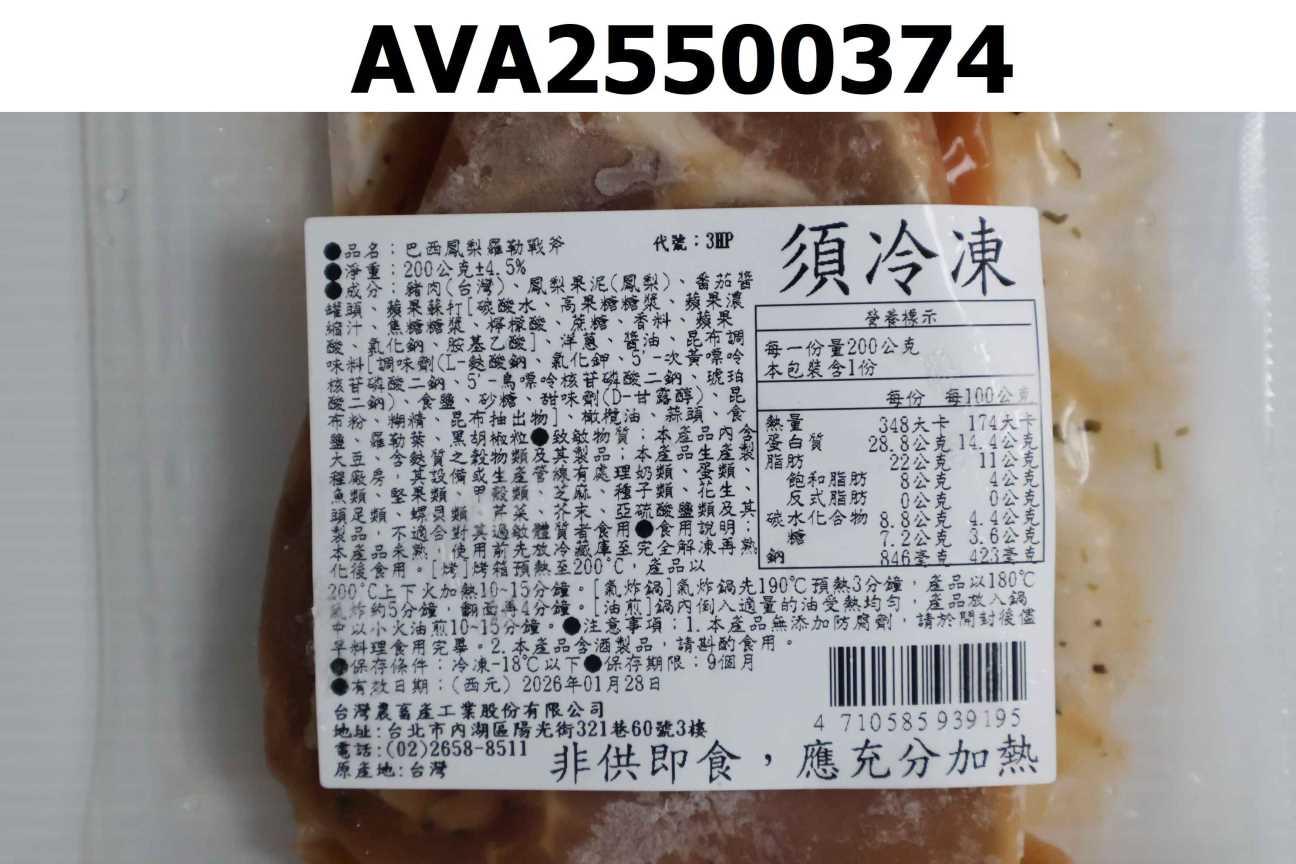 AVA25500374
●品名：巴西鳳梨羅勒戰斧 代號：3HP
須冷凍
●淨重：200公克±4.5%
●成分：豬肉(台灣)、鳳梨果泥(鳳梨)、番茄醬
罐頭、蘋果蘇打[碳酸水、高果糖糖漿、蘋果濃
縮汁、焦糖糖漿、檸檬酸、蔗糖、香料、蘋果
酸、氯化鈉、胺基乙酸]、洋蔥、醬油、昆布調
味料[調味劑(L-麩酸鈉、氯化鉀、5'-次黃嘌呤
核苷磷酸二鈉、5'-鳥嘌呤核苷磷酸二鈉、琥珀
酸二鈉)、食鹽、砂糖、甜味劑(D-甘露醇)、昆
布粉、糊精、昆布抽出物]、橄欖油、蒜頭、食
鹽、羅勒葉、黑胡椒粒●致敏物質：本產品內含
大豆、含麩質之穀物類及其製品；本產品生產製
程廠房，其設備或生產管線有處理奶類、蛋類、
魚類、堅果類、甲殼類、芝麻、種子類、花生、
頭足類、螺貝類、芹菜、芥末、亞硫酸鹽類及其
製品，不適合對其過敏體質者食用●食用說明：
本產品未熟，使用前先放冷藏庫至完全解凍再熟
化後食用。[烤]烤箱預熱至200℃，產品以
200℃上下火加熱10~15分鐘。[氣炸鍋]氣炸鍋先190℃預熱3分鐘，產品以180℃
氣炸約5分鐘，翻面再4分鐘。[油煎]鍋內倒入適量的油受熱均勻，產品放入鍋
中以小火油煎10~15分鐘。●注意事項：1.本產品無添加防腐劑，請於開封後儘
早料理食用完畢。2.本產品含酒製品，請斟酌食用。
●保存條件：冷凍-18℃以下●保存期限：9個月
●有效日期：(西元) 2026年01月28日
台灣農畜產工業股份有限公司
地址:台北市內湖區陽光街321巷60號3樓
電話:(02)2658-8511
原產地:台灣
營養標示
每一份量200公克
本包裝含1份
每份 每100公克
熱量 348大卡 174大卡
蛋白質 28.8公克 14.4公克
脂肪 22公克 11公克
飽和脂肪 8公克 4公克
反式脂肪 0公克 0公克
碳水化合物 8.8公克 4.4公克
糖 7.2公克 3.6公克
鈉 846毫克 423毫克
4 710585 939195
非供即食，應充分加熱